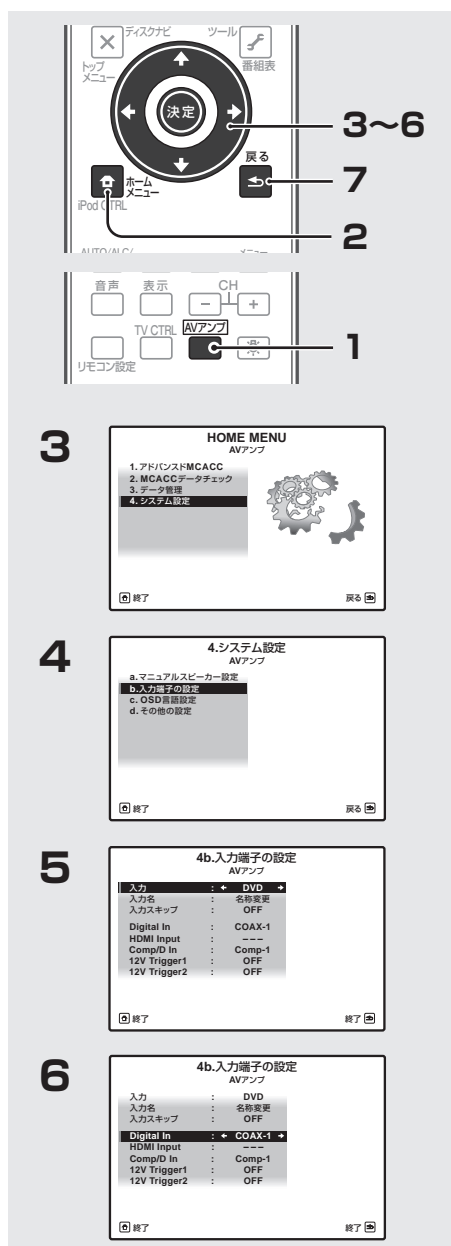 ディスクナビ ツール
トップ
メニュー
番組表
決定
3〜6
戻る
7
ホーム
メニュー
iPod CTRL
2
音声 表示 CH
− +
TV CTRL AVアンプ
1
リモコン設定
3
HOME MENU
AVアンプ
1. アドバンスドMCACC
2. MCACCデータチェック
3. データ管理
4. システム設定
終了 戻る
4
4.システム設定
AVアンプ
a.マニュアルスピーカー設定
b.入力端子の設定
c. OSD言語設定
d. その他の設定
終了 戻る
5
4b.入力端子の設定
AVアンプ
入力 : DVD
入力名 : 名称変更
入力スキップ : OFF
Digital In : COAX-1
HDMI Input : −−−
Comp/D In : Comp-1
12V Trigger1 : OFF
12V Trigger2 : OFF
終了 終了
6
4b.入力端子の設定
AVアンプ
入力 : DVD
入力名 : 名称変更
入力スキップ : OFF
Digital In : COAX-1
HDMI Input : −−−
Comp/D In : Comp-1
12V Trigger1 : OFF
12V Trigger2 : OFF
終了 終了